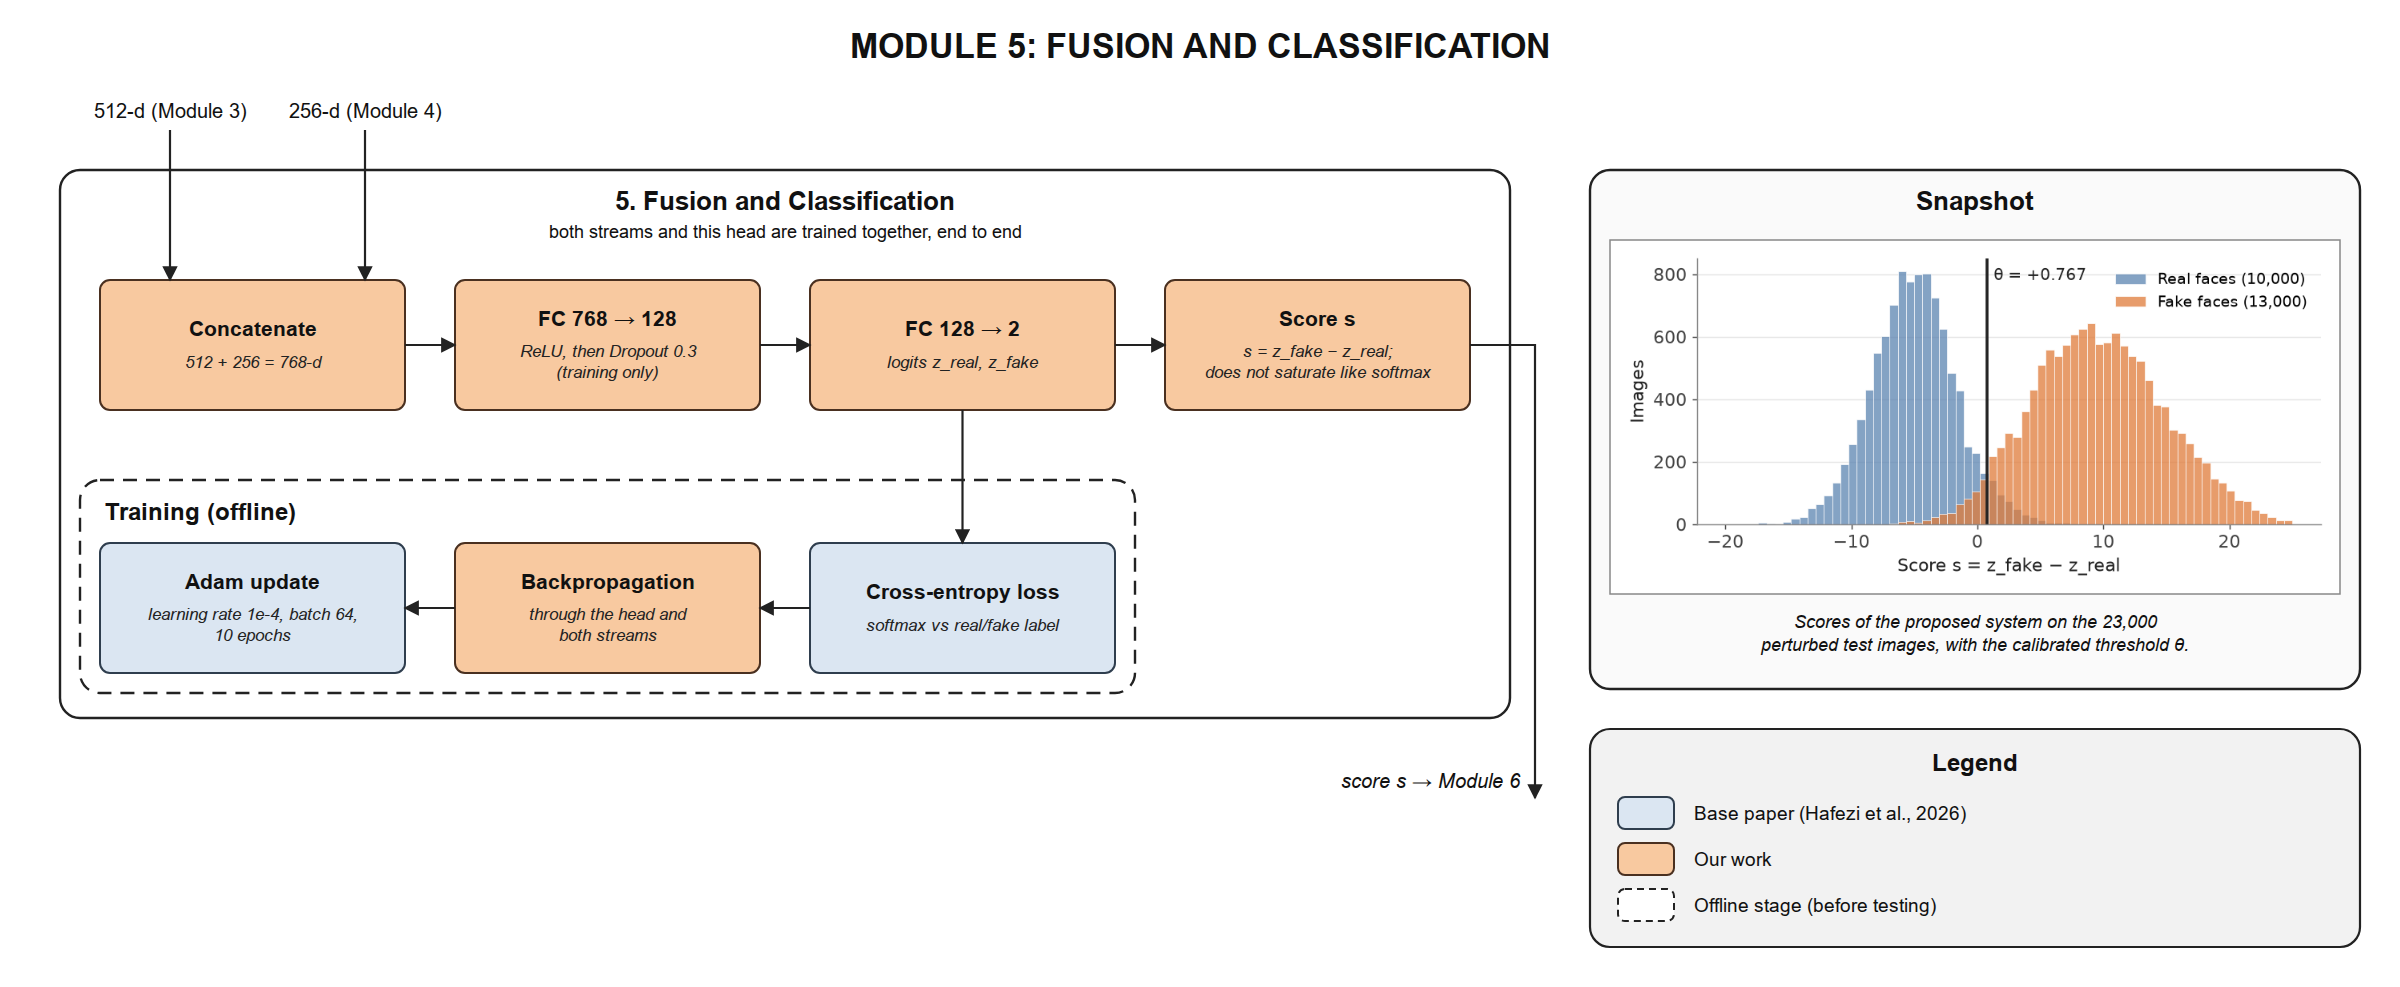 MODULE 5: FUSION AND CLASSIFICATION
512-d (Module 3)
256-d (Module 4)
5. Fusion and Classification
both streams and this head are trained together, end to end
Concatenate
512 + 256 = 768-d
FC 768 → 128
ReLU, then Dropout 0.3
(training only)
FC 128 → 2
logits z_real, z_fake
Score s
s = z_fake − z_real;
does not saturate like softmax
Training (offline)
Adam update
learning rate 1e-4, batch 64,
10 epochs
Backpropagation
through the head and
both streams
Cross-entropy loss
softmax vs real/fake label
score s → Module 6
Snapshot
θ = +0.767
Real faces (10,000)
Fake faces (13,000)
Images
800
600
400
200
0
−20
−10
0
10
20
Score s = z_fake − z_real
Scores of the proposed system on the 23,000
perturbed test images, with the calibrated threshold θ.
Legend
Base paper (Hafezi et al., 2026)
Our work
Offline stage (before testing)